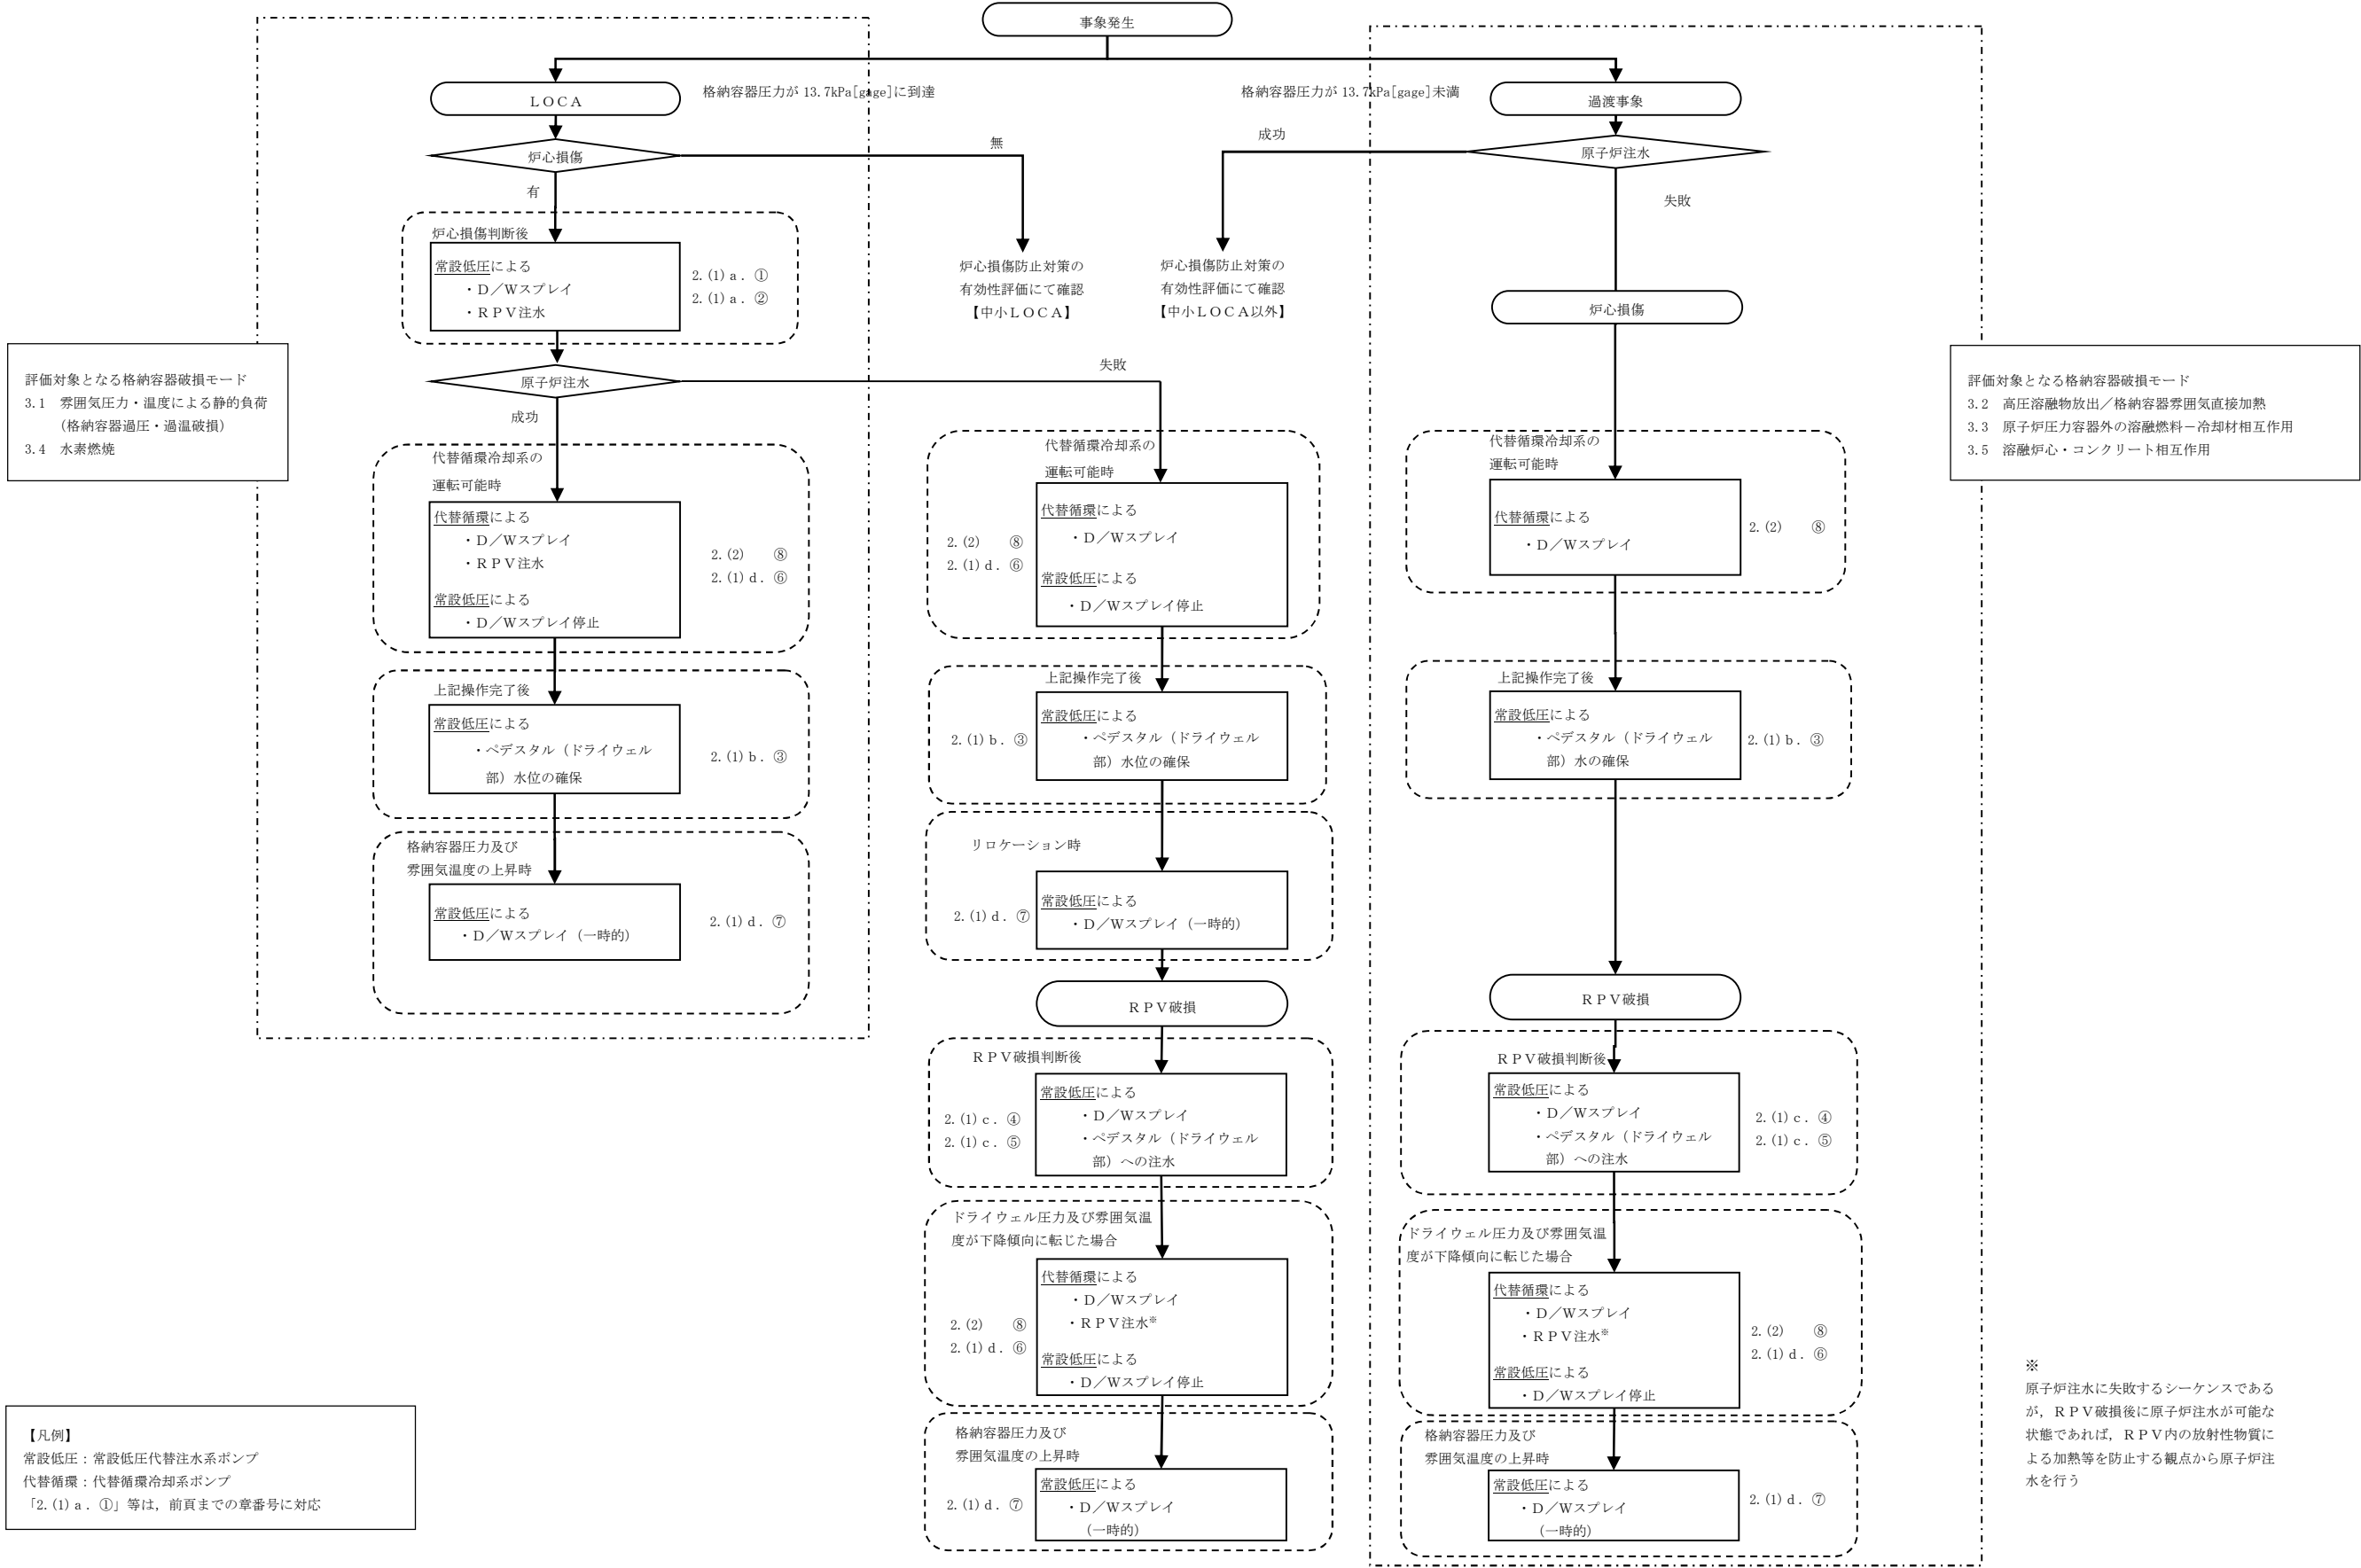 事象発生
LOCA
格納容器圧力が 13.7kPa[gage]に到達
格納容器圧力が 13.7kPa[gage]未満
過渡事象
炉心損傷
無
有
成功
原子炉注水
失敗
炉心損傷判断後
常設低圧による
・D／Wスプレイ
・RPV注水
2.(1)a．①
2.(1)a．②
炉心損傷防止対策の
有効性評価にて確認
【中小LOCA】
炉心損傷防止対策の
有効性評価にて確認
【中小LOCA以外】
炉心損傷
評価対象となる格納容器破損モード
3.1　雰囲気圧力・温度による静的負荷
（格納容器過圧・過温破損）
3.4　水素燃焼
評価対象となる格納容器破損モード
3.2　高圧溶融物放出／格納容器雰囲気直接加熱
3.3　原子炉圧力容器外の溶融燃料－冷却材相互作用
3.5　溶融炉心・コンクリート相互作用
原子炉注水
失敗
成功
代替循環冷却系の
運転可能時
代替循環による
・D／Wスプレイ
・RPV注水
常設低圧による
・D／Wスプレイ停止
2.(2)　　⑧
2.(1)d．⑥
上記操作完了後
常設低圧による
・ペデスタル（ドライウェル
部）水位の確保
2.(1)b．③
格納容器圧力及び
雰囲気温度の上昇時
常設低圧による
・D／Wスプレイ（一時的）
2.(1)d．⑦
代替循環冷却系の
運転可能時
代替循環による
・D／Wスプレイ
常設低圧による
・D／Wスプレイ停止
2.(2)　　⑧
2.(1)d．⑥
上記操作完了後
常設低圧による
・ペデスタル（ドライウェル
部）水位の確保
2.(1)b．③
リロケーション時
常設低圧による
・D／Wスプレイ（一時的）
2.(1)d．⑦
RPV破損
RPV破損判断後
常設低圧による
・D／Wスプレイ
・ペデスタル（ドライウェル
部）への注水
2.(1)c．④
2.(1)c．⑤
ドライウェル圧力及び雰囲気温
度が下降傾向に転じた場合
代替循環による
・D／Wスプレイ
・RPV注水※
常設低圧による
・D／Wスプレイ停止
2.(2)　　⑧
2.(1)d．⑥
格納容器圧力及び
雰囲気温度の上昇時
常設低圧による
・D／Wスプレイ
（一時的）
2.(1)d．⑦
代替循環冷却系の
運転可能時
代替循環による
・D／Wスプレイ
2.(2)　　⑧
上記操作完了後
常設低圧による
・ペデスタル（ドライウェル
部）水の確保
2.(1)b．③
RPV破損
RPV破損判断後
常設低圧による
・D／Wスプレイ
・ペデスタル（ドライウェル
部）への注水
2.(1)c．④
2.(1)c．⑤
ドライウェル圧力及び雰囲気温
度が下降傾向に転じた場合
代替循環による
・D／Wスプレイ
・RPV注水※
常設低圧による
・D／Wスプレイ停止
2.(2)　　⑧
2.(1)d．⑥
格納容器圧力及び
雰囲気温度の上昇時
常設低圧による
・D／Wスプレイ
（一時的）
2.(1)d．⑦
※
原子炉注水に失敗するシーケンスである
が，RPV破損後に原子炉注水が可能な
状態であれば，RPV内の放射性物質に
よる加熱等を防止する観点から原子炉注
水を行う
【凡例】
常設低圧：常設低圧代替注水系ポンプ
代替循環：代替循環冷却系ポンプ
「2.(1)a．①」等は，前頁までの章番号に対応